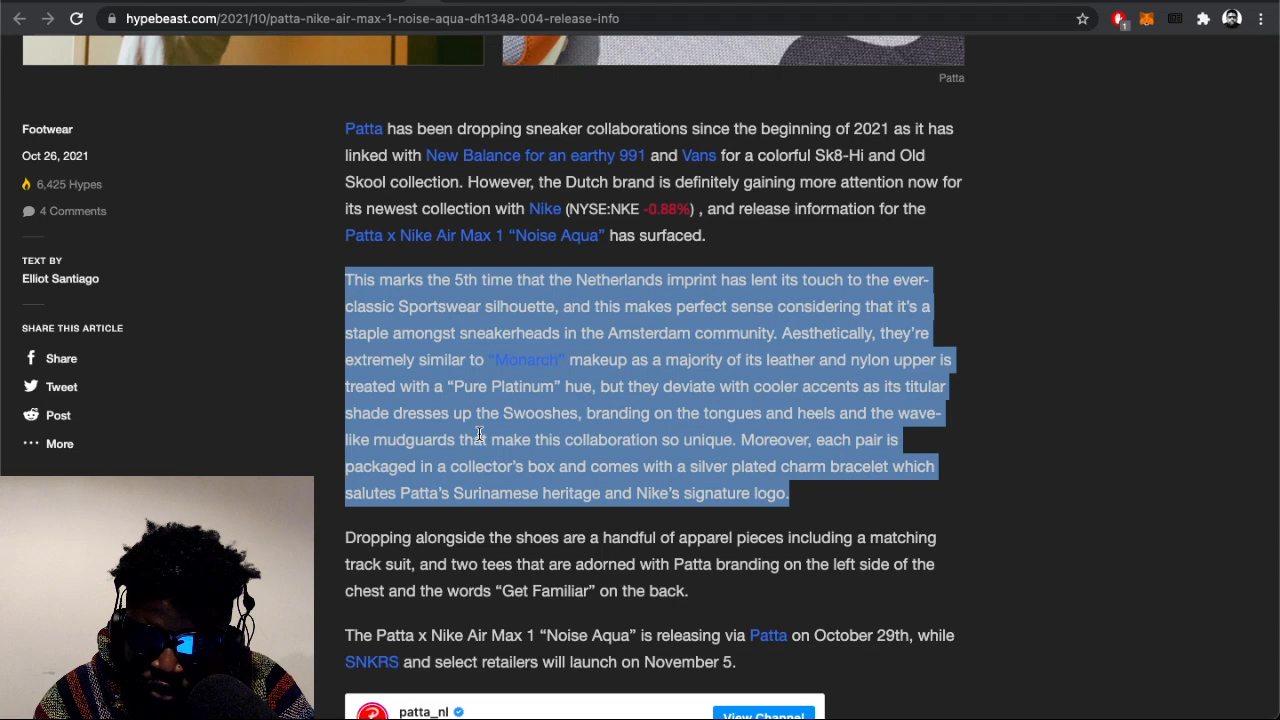 hypebeast.com/2021/10/patta-nike-air-max-1-noise-aqua-dh1348-004-release-info
1
Patta
Footwear
Oct 26, 2021
6,425 Hypes
4 Comments
TEXT BY
Elliot Santiago
SHARE THIS ARTICLE
Share
Tweet
Post
More
Patta has been dropping sneaker collaborations since the beginning of 2021 as it has
linked with New Balance for an earthy 991 and Vans for a colorful Sk8-Hi and Old
Skool collection. However, the Dutch brand is definitely gaining more attention now for
its newest collection with Nike (NYSE:NKE -0.88%) , and release information for the
Patta x Nike Air Max 1 “Noise Aqua” has surfaced.
This marks the 5th time that the Netherlands imprint has lent its touch to the ever-
classic Sportswear silhouette, and this makes perfect sense considering that it’s a
staple amongst sneakerheads in the Amsterdam community. Aesthetically, they’re
extremely similar to “Monarch” makeup as a majority of its leather and nylon upper is
treated with a “Pure Platinum” hue, but they deviate with cooler accents as its titular
shade dresses up the Swooshes, branding on the tongues and heels and the wave-
like mudguards that make this collaboration so unique. Moreover, each pair is
packaged in a collector’s box and comes with a silver plated charm bracelet which
salutes Patta’s Surinamese heritage and Nike’s signature logo.
Dropping alongside the shoes are a handful of apparel pieces including a matching
track suit, and two tees that are adorned with Patta branding on the left side of the
chest and the words “Get Familiar” on the back.
The Patta x Nike Air Max 1 “Noise Aqua” is releasing via Patta on October 29th, while
SNKRS and select retailers will launch on November 5.
patta_nl
View Channel